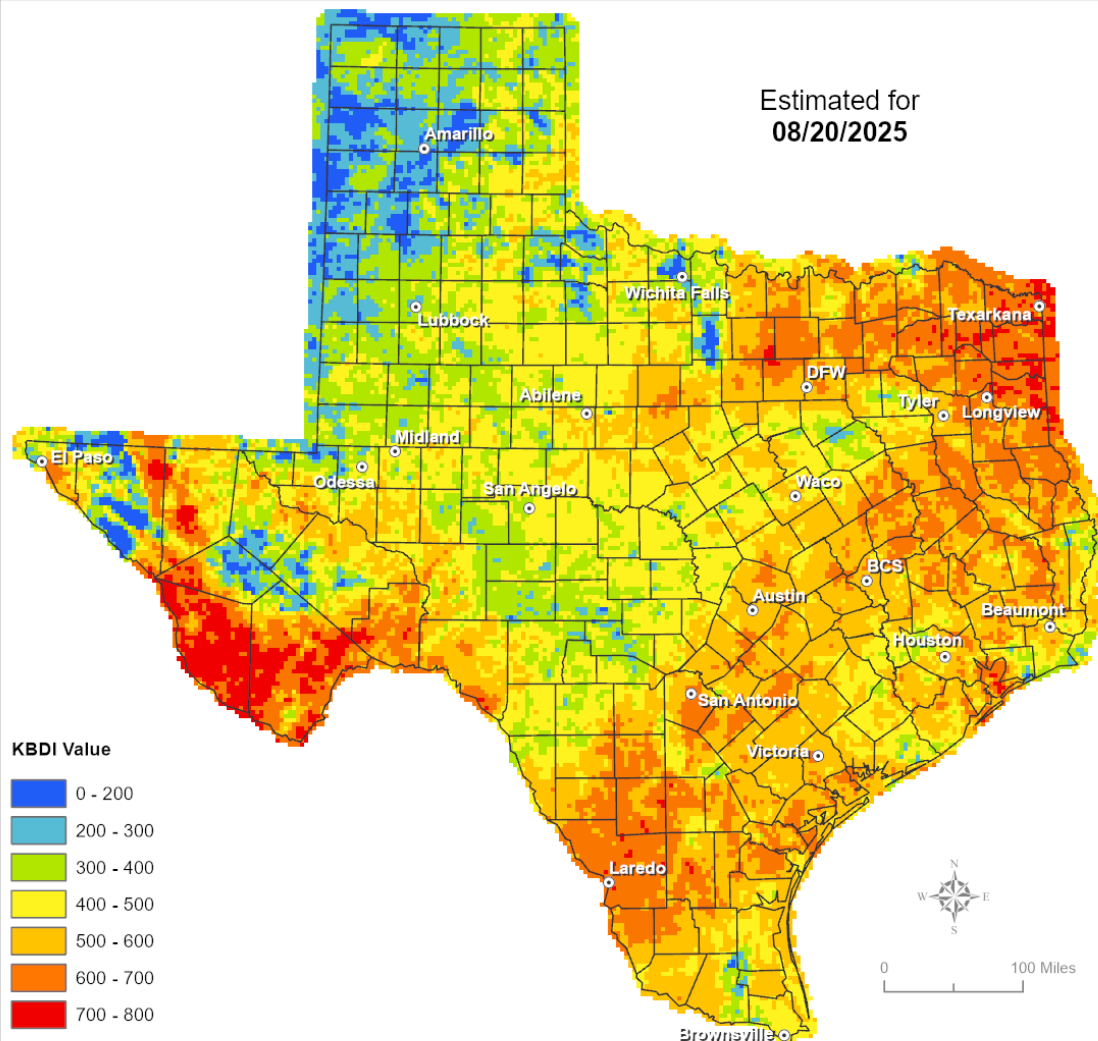 Estimated for
08/20/2025
Amarillo
Wichita Falls
Lubbock
Texarkana
DFW
Abilene
Tyler
Longview
Midland
El Paso
Odessa
San Angelo
Waco
BCS
Austin
Beaumont
Houston
San Antonio
Victoria
Laredo
Brownsville
KBDI Value
0 - 200
200 - 300
300 - 400
400 - 500
500 - 600
600 - 700
700 - 800
N
W E
S
0 100 Miles